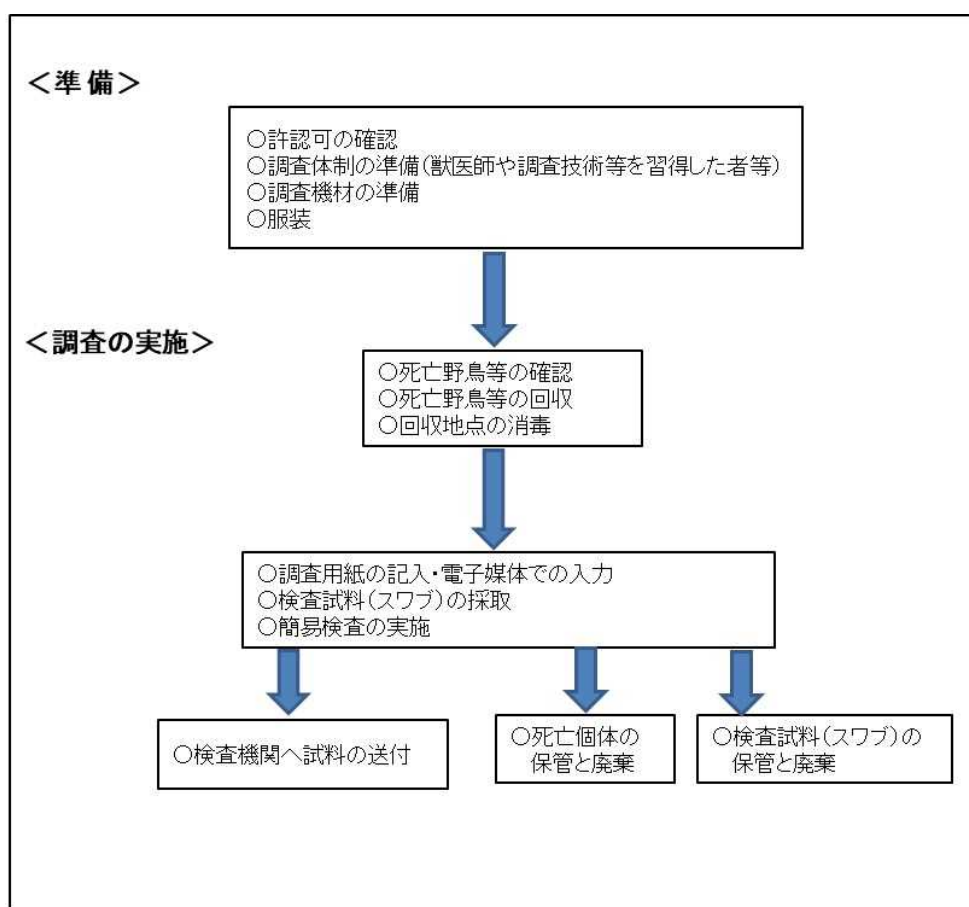 ＜準備＞
○許認可の確認
○調査体制の準備(獣医師や調査技術等を習得した者等)
○調査機材の準備
○服装
＜調査の実施＞
○死亡野鳥等の確認
○死亡野鳥等の回収
○回収地点の消毒
○調査用紙の記入・電子媒体での入力
○検査試料(スワブ)の採取
○簡易検査の実施
○検査機関へ試料の送付
○死亡個体の
保管と廃棄
○検査試料(スワブ)の
保管と廃棄